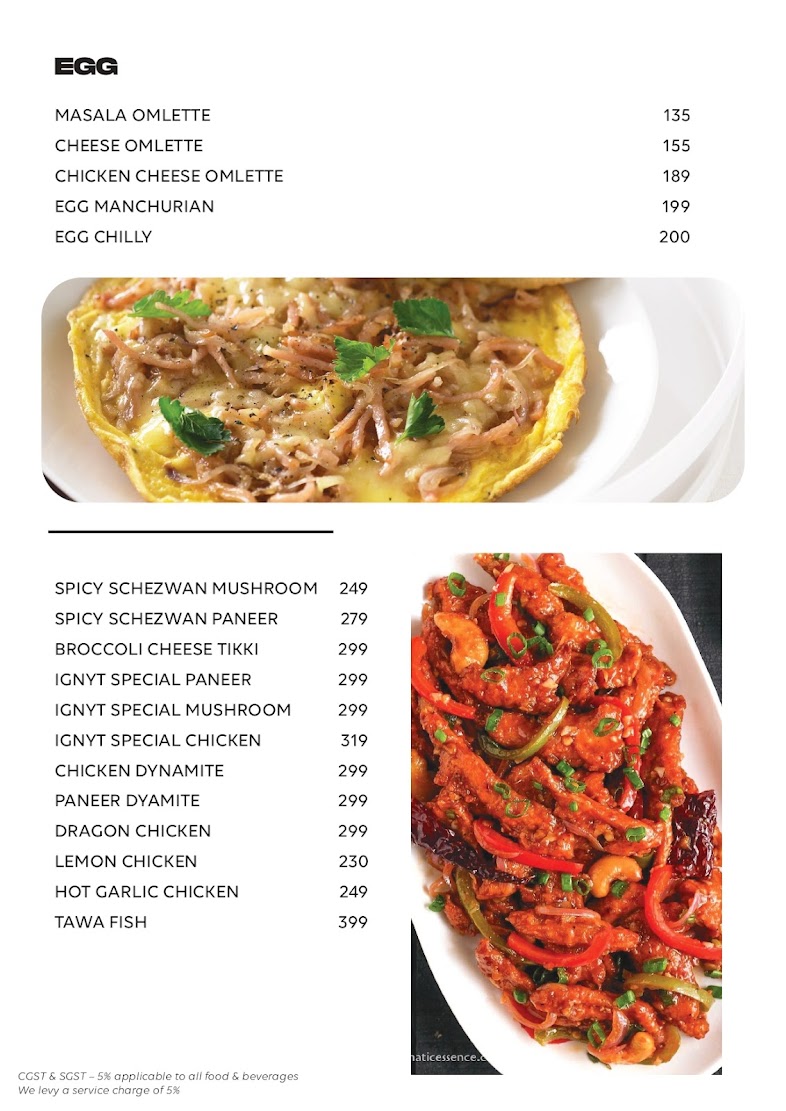 EGG
MASALA OMLETTE 135
CHEESE OMLETTE 155
CHICKEN CHEESE OMLETTE 189
EGG MANCHURIAN 199
EGG CHILLY 200
SPICY SCHEZWAN MUSHROOM 249
SPICY SCHEZWAN PANEER 279
BROCCOLI CHEESE TIKKI 299
IGNYT SPECIAL PANEER 299
IGNYT SPECIAL MUSHROOM 299
IGNYT SPECIAL CHICKEN 319
CHICKEN DYNAMITE 299
PANEER DYAMITE 299
DRAGON CHICKEN 299
LEMON CHICKEN 230
HOT GARLIC CHICKEN 249
TAWA FISH 399
CGST & SGST – 5% applicable to all food & beverages
We levy a service charge of 5%